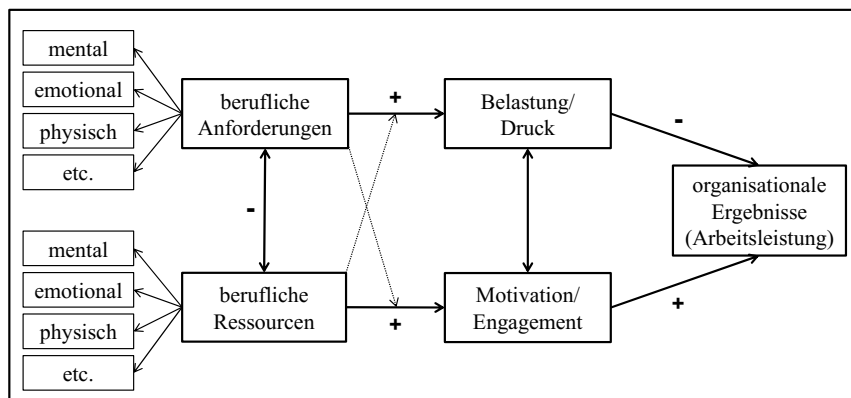 mental
emotional
physisch
etc.
berufliche
Anforderungen
+
Belastung/
Druck
-
organisationale
Ergebnisse
(Arbeitsleistung)
-
mental
emotional
physisch
etc.
berufliche
Ressourcen
+
Motivation/
Engagement
+